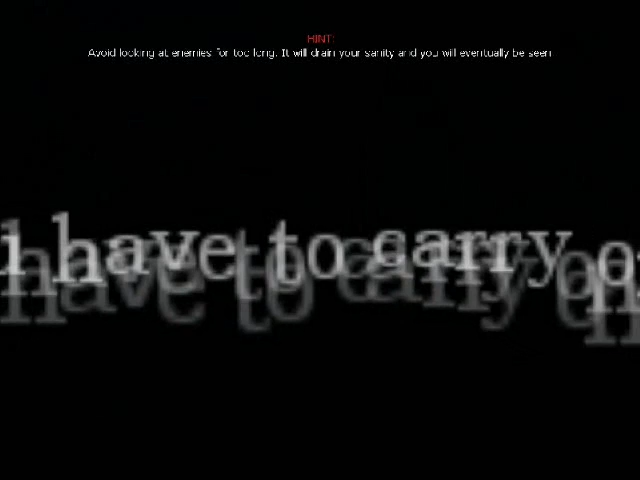 HINT!
Avoid looking at enemies for too long. It will drain your sanity and you will eventually be seen
i have to carry